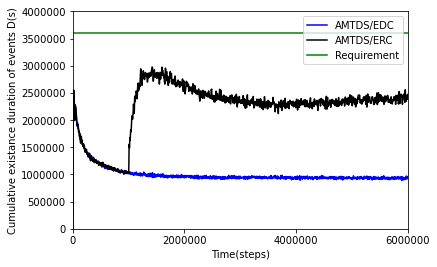 AMTDS/EDC
AMTDS/ERC
Requirement
Cumulative existance duration of events D(s)
4000000
3500000
3000000
2500000
2000000
1500000
1000000
500000
0
0 2000000 4000000 6000000
Time(steps)